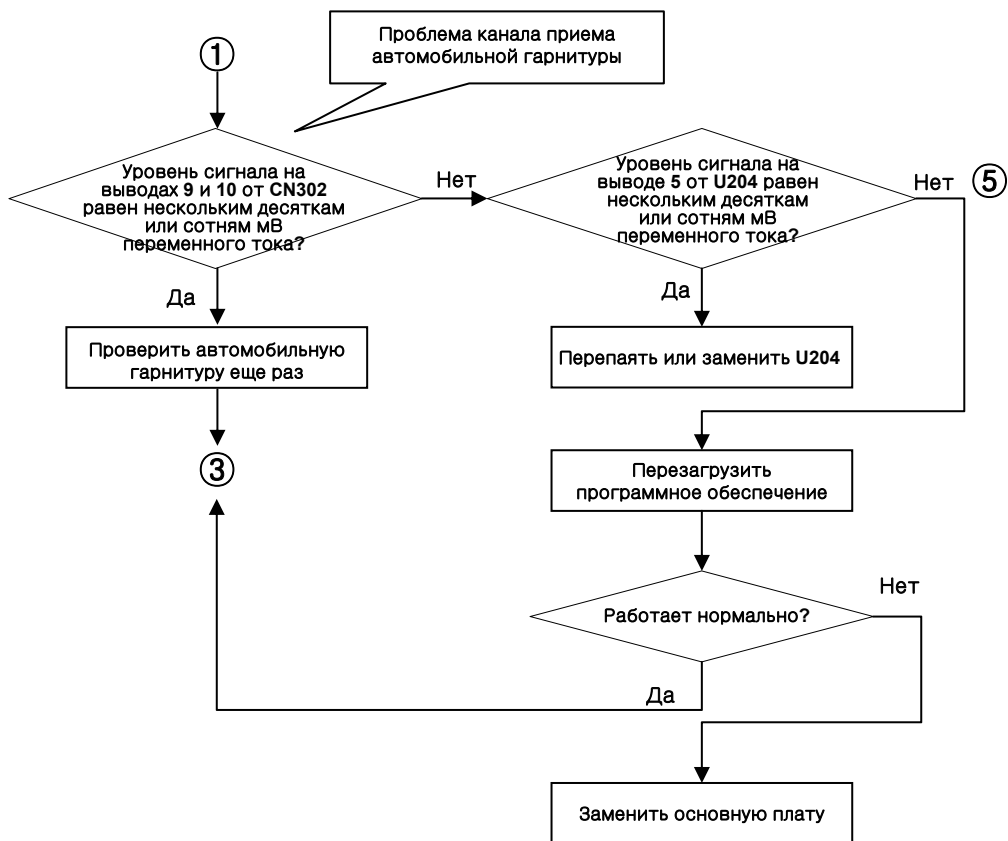 Проблема канала приема
автомобильной гарнитуры
1
Уровень сигнала на
выводах 9 и 10 от CN302
равен нескольким десяткам
или сотням мВ
переменного тока?
Нет
Уровень сигнала на
выводе 5 от U204 равен
нескольким десяткам
или сотням мВ
переменного тока?
Нет
5
Да
Да
Проверить автомобильную
гарнитуру еще раз
Перепаять или заменить U204
3
Перезагрузить
программное обеспечение
Работает нормально?
Нет
Да
Заменить основную плату